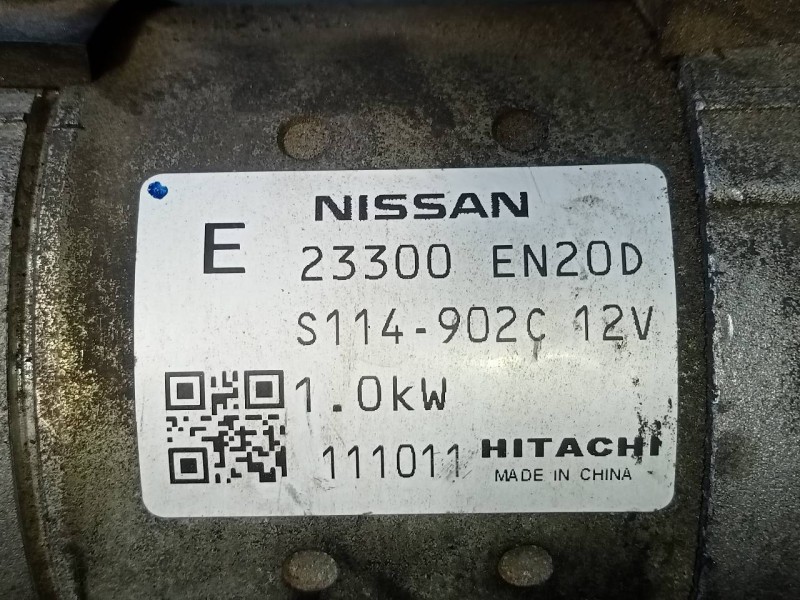 NISSAN
E 23300 EN20D
S114-902C 12V
1.0kW
111011 HITACHI
MADE IN CHINA